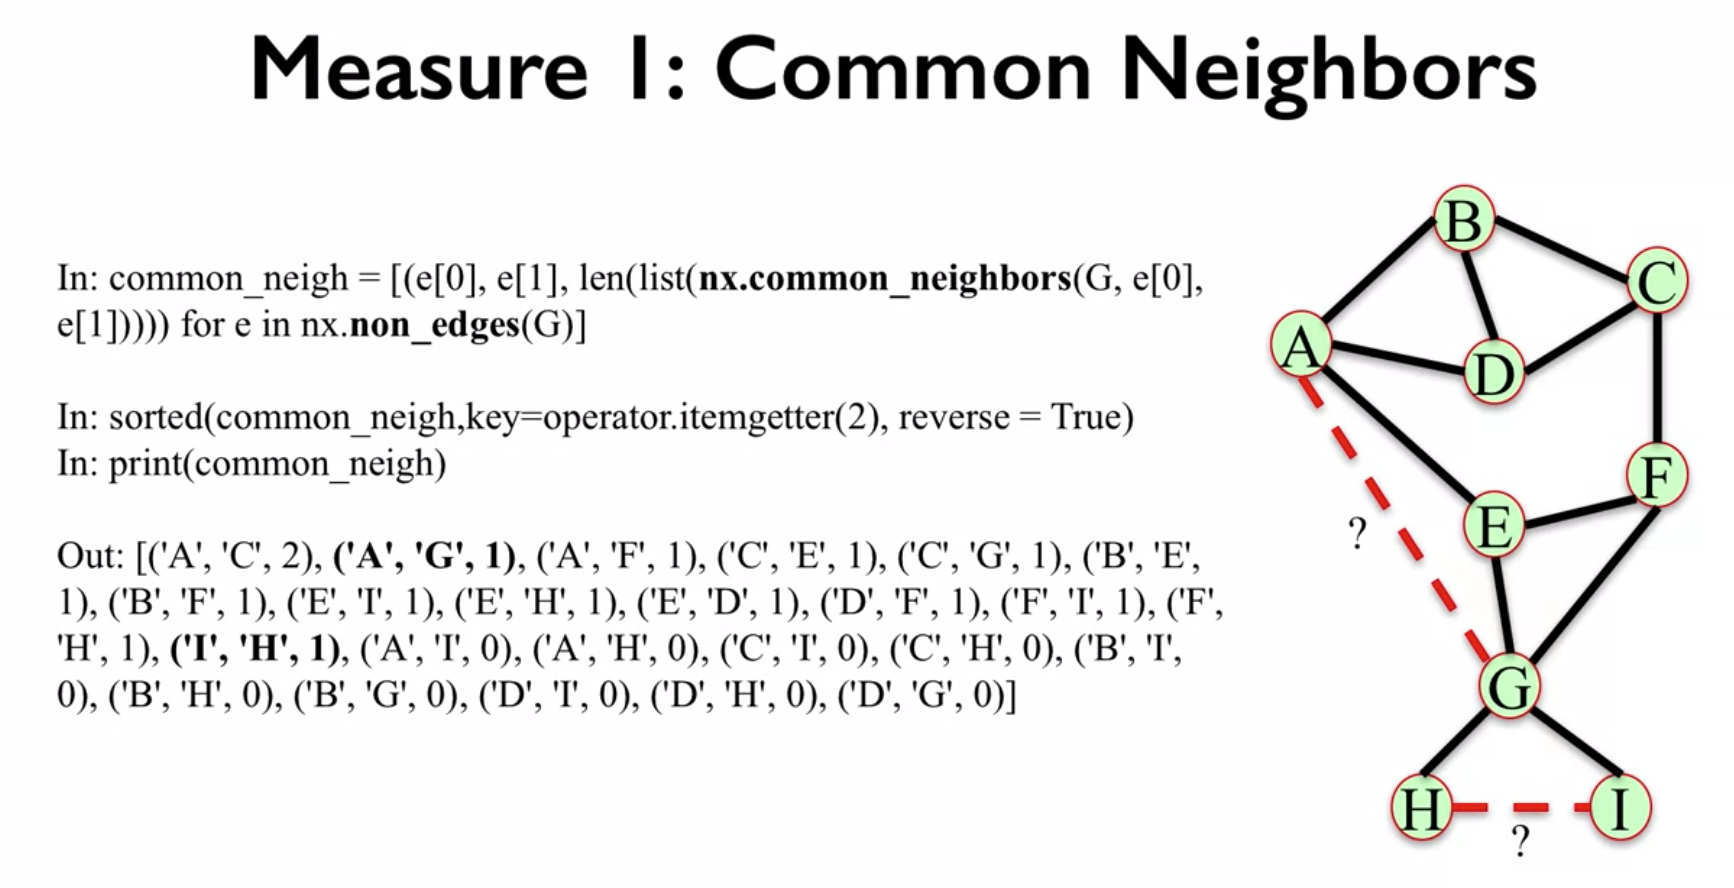 Measure 1: Common Neighbors
In: common_neigh = [(e[0], e[1], len(list(nx.common_neighbors(G, e[0],
e[1])))) for e in nx.non_edges(G)]
In: sorted(common_neigh,key=operator.itemgetter(2), reverse = True)
In: print(common_neigh)
Out: [('A', 'C', 2), ('A', 'G', 1), ('A', 'F', 1), ('C', 'E', 1), ('C', 'G', 1), ('B', 'E',
1), ('B', 'F', 1), ('E', 'I', 1), ('E', 'H', 1), ('E', 'D', 1), ('D', 'F', 1), ('F', 'I', 1), ('F',
'H', 1), ('I', 'H', 1), ('A', 'I', 0), ('A', 'H', 0), ('C', 'I', 0), ('C', 'H', 0), ('B', 'I',
0), ('B', 'H', 0), ('B', 'G', 0), ('D', 'I', 0), ('D', 'H', 0), ('D', 'G', 0)]
B
C
A
D
F
E
?
G
H
I
?